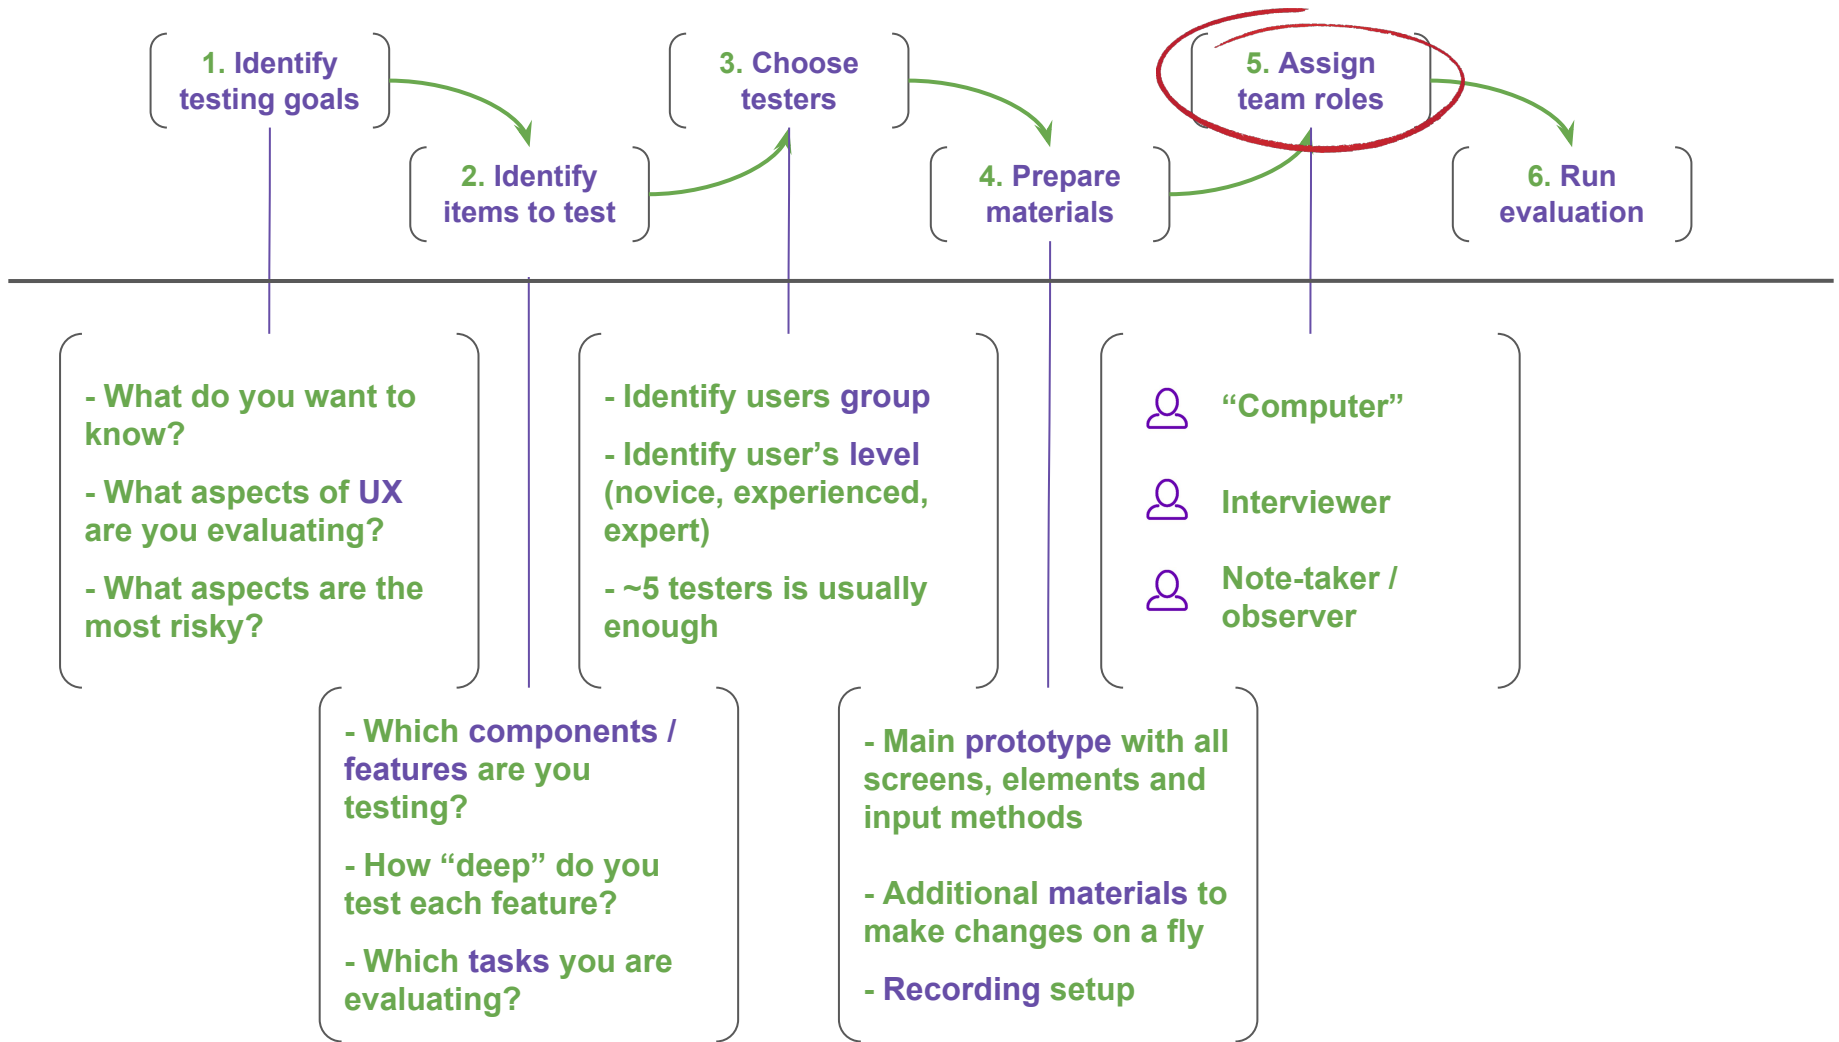 1. Identify
testing goals
2. Identify
items to test
3. Choose
testers
4. Prepare
materials
5. Assign
team roles
6. Run
evaluation
- What do you want to
know?
- What aspects of UX
are you evaluating?
- What aspects are the
most risky?
- Which components /
features are you
testing?
- How “deep” do you
test each feature?
- Which tasks you are
evaluating?
- Identify users group
- Identify user’s level
(novice, experienced,
expert)
- ~5 testers is usually
enough
- Main prototype with all
screens, elements and
input methods
- Additional materials to
make changes on a fly
- Recording setup
“Computer”
Interviewer
Note-taker /
observer